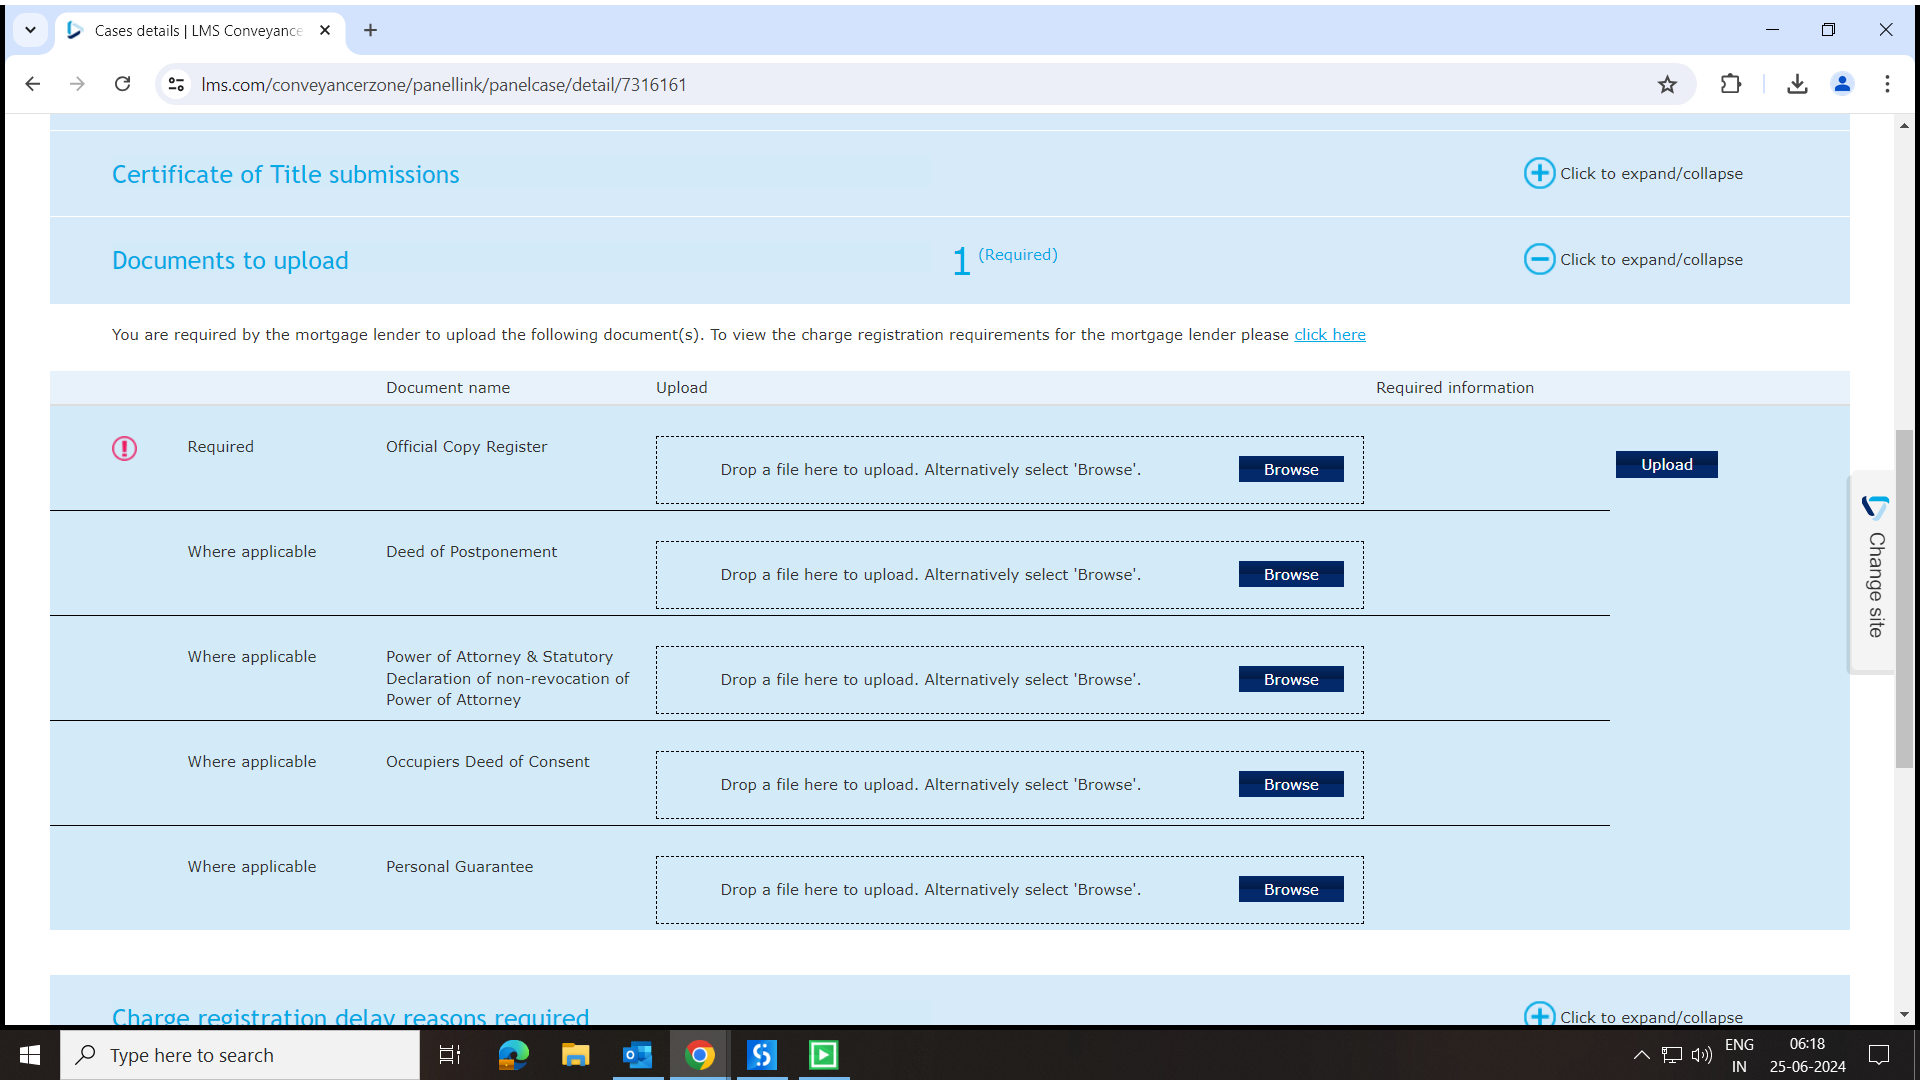 Cases details | LMS Conveyance
lms.com/conveyancerzone/panellink/panelcase/detail/7316161
Certificate of Title submissions
Click to expand/collapse
Documents to upload
1 (Required)
Click to expand/collapse
You are required by the mortgage lender to upload the following document(s). To view the charge registration requirements for the mortgage lender please click here
Document name
Upload
Required information
Required
Official Copy Register
Drop a file here to upload. Alternatively select 'Browse'.
Browse
Upload
Where applicable
Deed of Postponement
Drop a file here to upload. Alternatively select 'Browse'.
Browse
Where applicable
Power of Attorney & Statutory
Declaration of non-revocation of
Power of Attorney
Drop a file here to upload. Alternatively select 'Browse'.
Browse
Where applicable
Occupiers Deed of Consent
Drop a file here to upload. Alternatively select 'Browse'.
Browse
Where applicable
Personal Guarantee
Drop a file here to upload. Alternatively select 'Browse'.
Browse
Change site
Charge registration delay reasons required
Click to expand/collapse
Type here to search
ENG
IN
06:18
25-06-2024